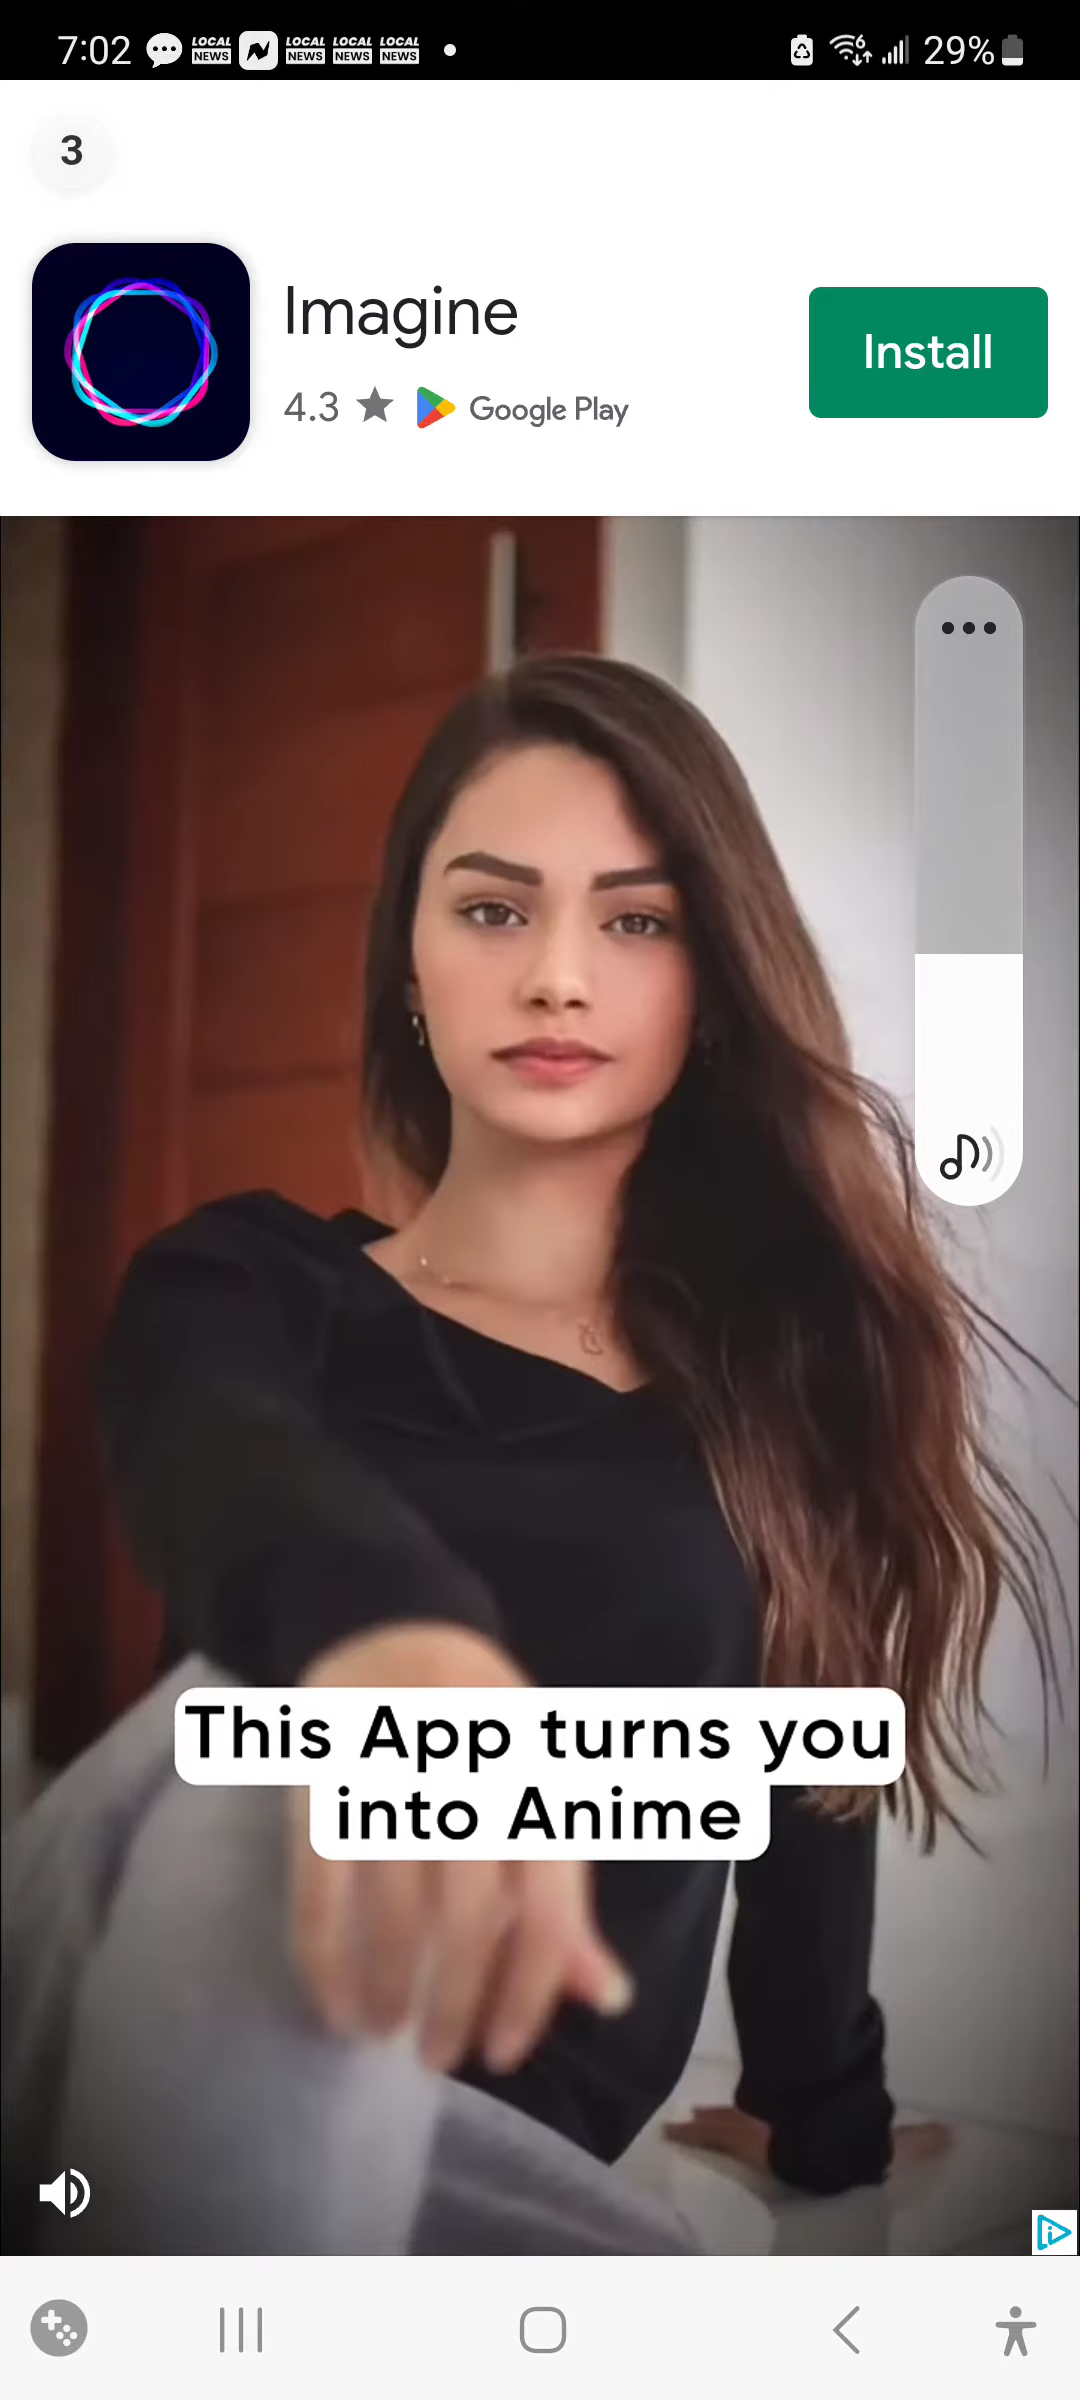 7:02 LOCAL NEWS LOCAL NEWS LOCAL NEWS LOCAL NEWS 6 29%
3
Imagine
Install
4.3 ★ Google Play
This App turns you
into Anime